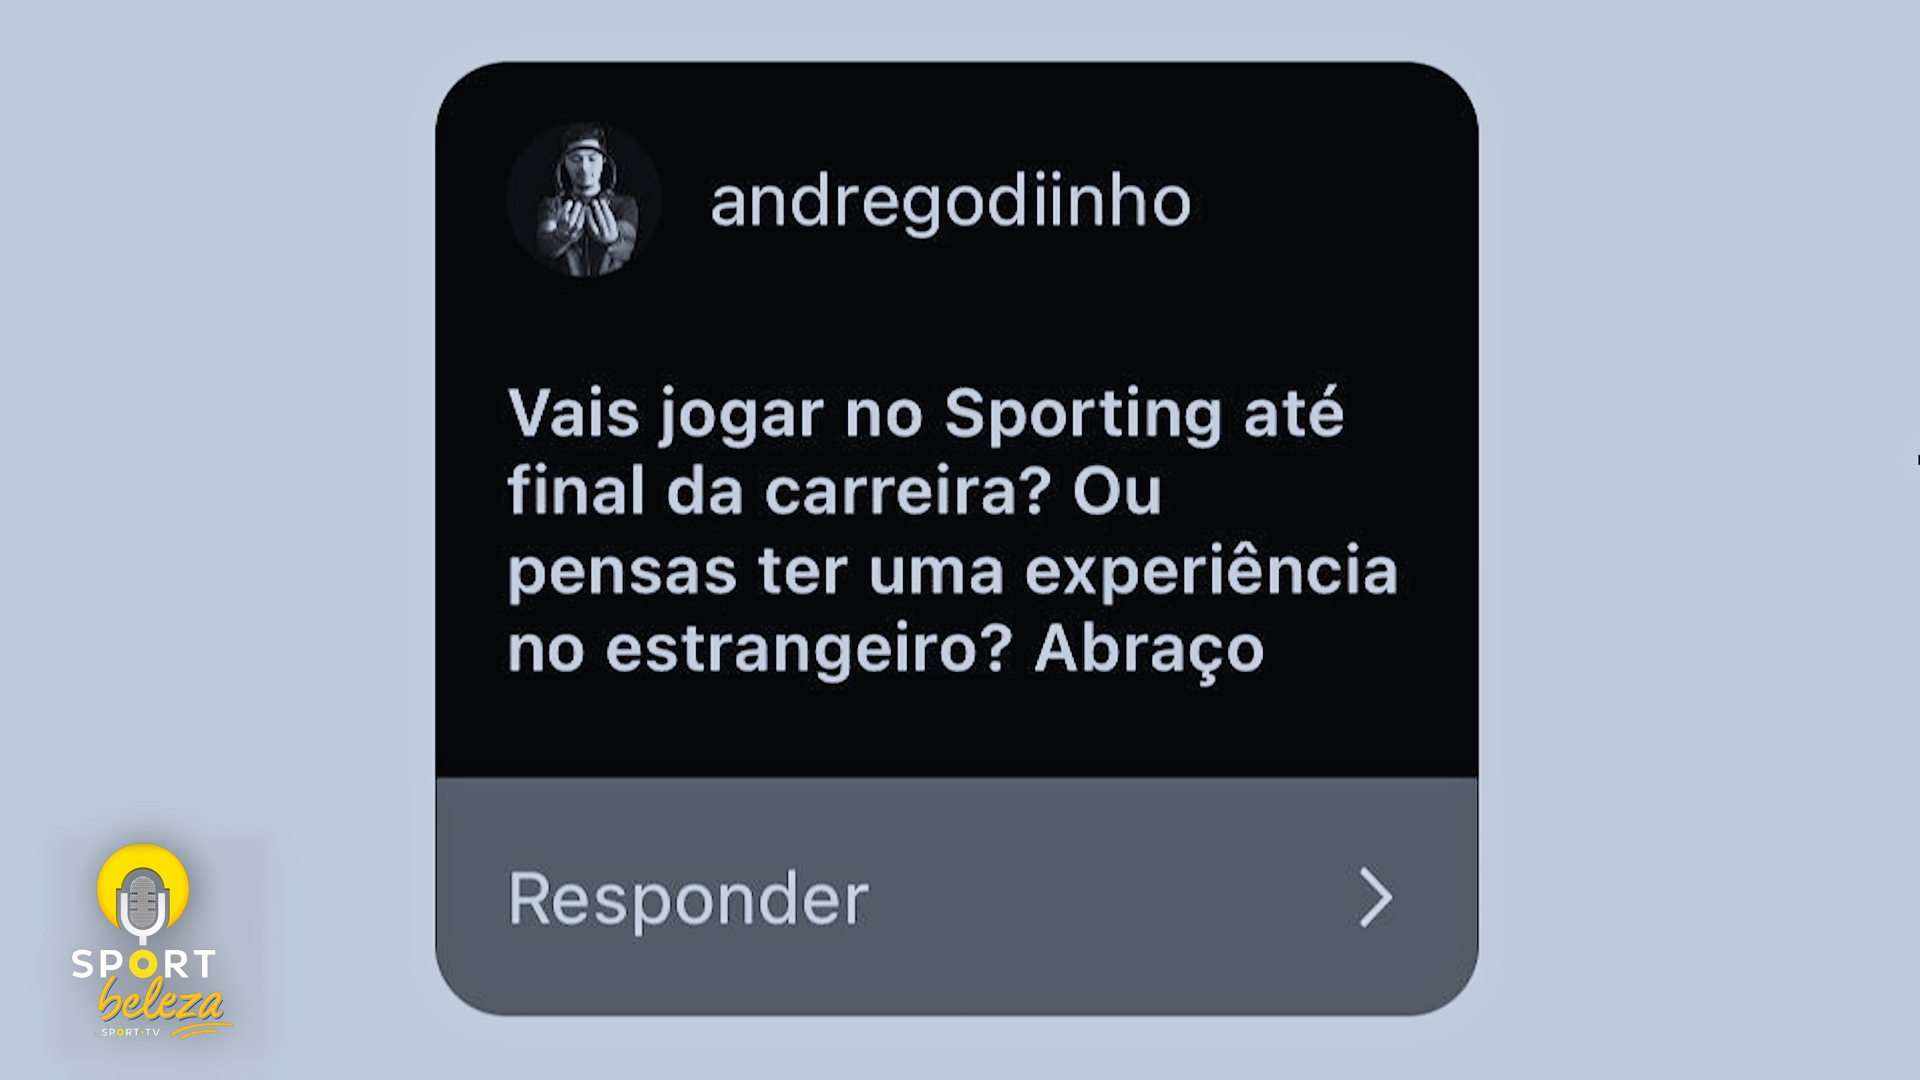 andregodiinho
Vais jogar no Sporting até
final da carreira? Ou
pensas ter uma experiência
no estrangeiro? Abraço
Responder
SPORT
beleza
SPORT•TV